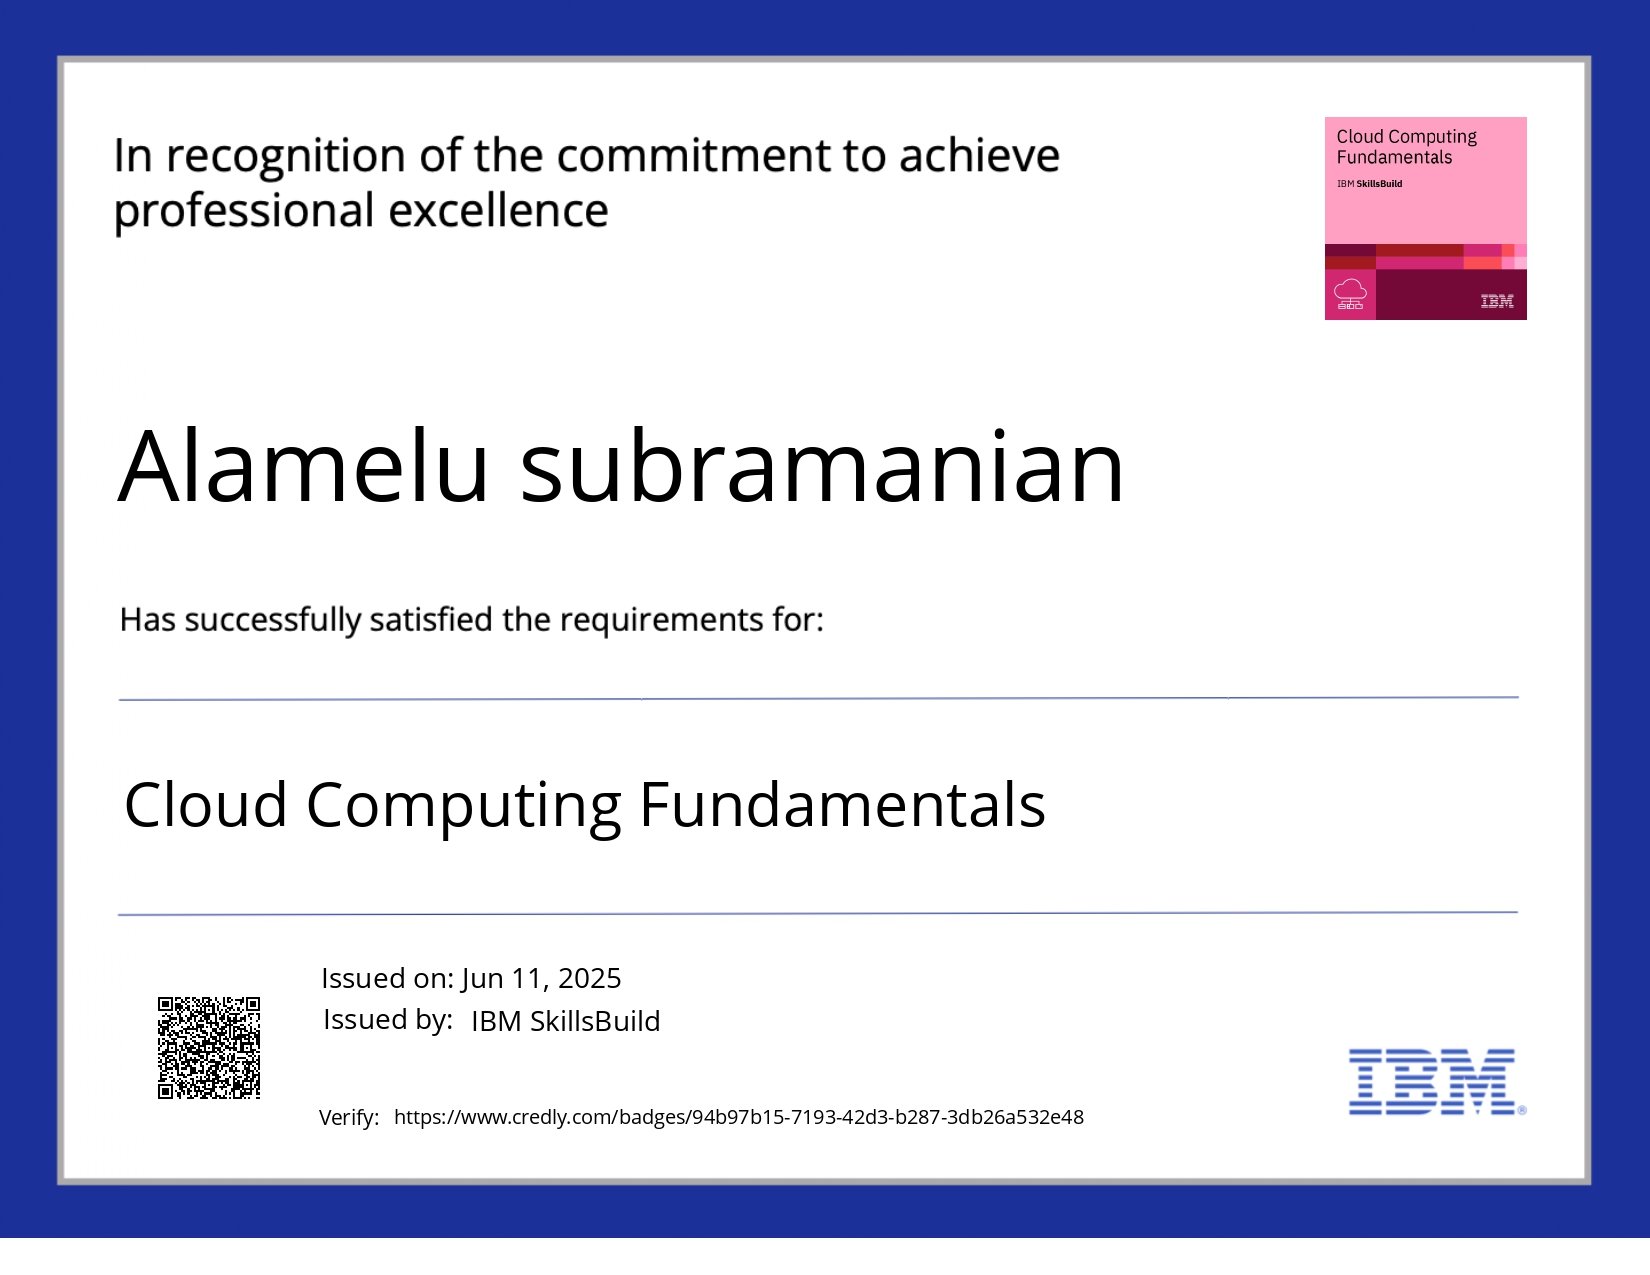 In recognition of the commitment to achieve
professional excellence
Cloud Computing
Fundamentals
IBM SkillsBuild
IBM
Alamelu subramanian
Has successfully satisfied the requirements for:
Cloud Computing Fundamentals
Issued on: Jun 11, 2025
Issued by: IBM SkillsBuild
IBM®
Verify: https://www.credly.com/badges/94b97b15-7193-42d3-b287-3db26a532e48